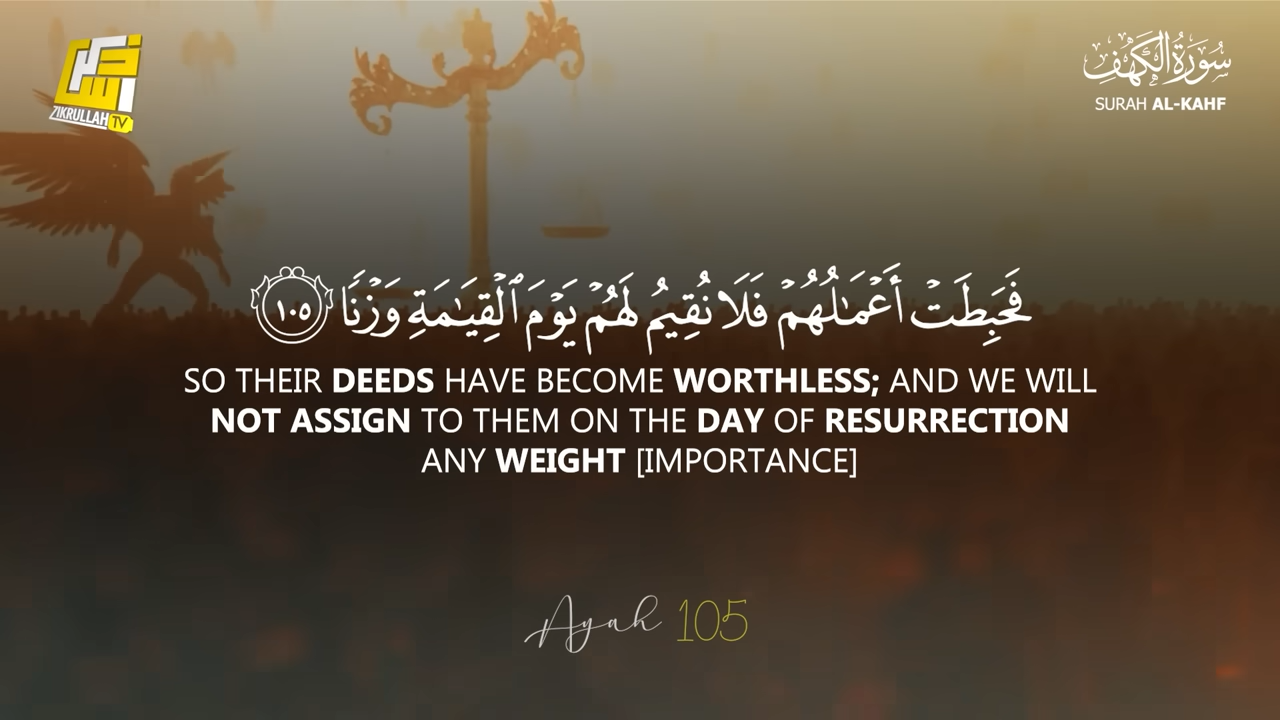 ذكر الله
ZIKRULLAH TV
سُورَةُ الكَهْفِ
SURAH AL-KAHF
فَحَبِطَتْ أَعْمَـٰلُهُمْ فَلَا نُقِيمُ لَهُمْ يَوْمَ ٱلْقِيَـٰمَةِ وَزْنًا ١٠٥
SO THEIR DEEDS HAVE BECOME WORTHLESS; AND WE WILL
NOT ASSIGN TO THEM ON THE DAY OF RESURRECTION
ANY WEIGHT [IMPORTANCE]
Ayah 105